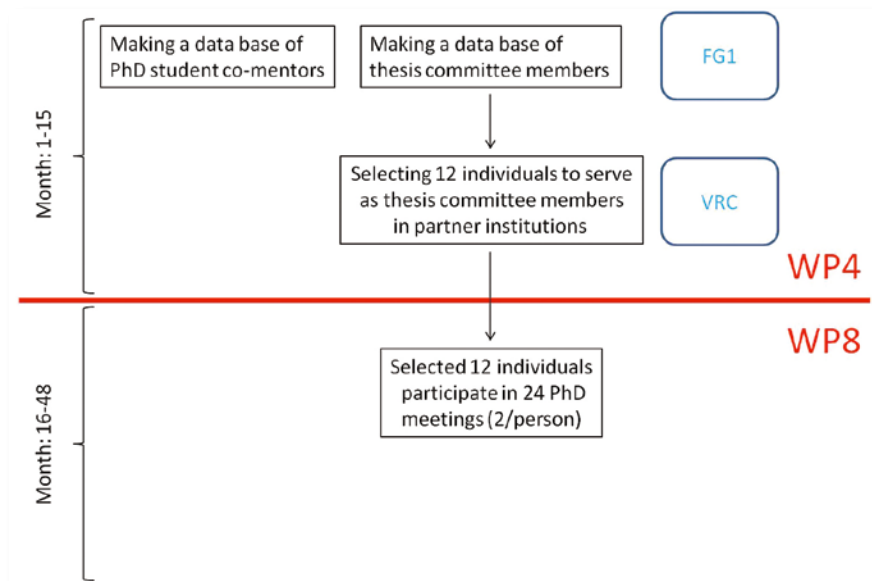 Making a data base of
PhD student co-mentors
Making a data base of
thesis committee members
FG1
Month: 1-15
Selecting 12 individuals to serve
as thesis committee members
in partner institutions
VRC
WP4
WP8
Selected 12 individuals
participate in 24 PhD
meetings (2/person)
Month: 16-48